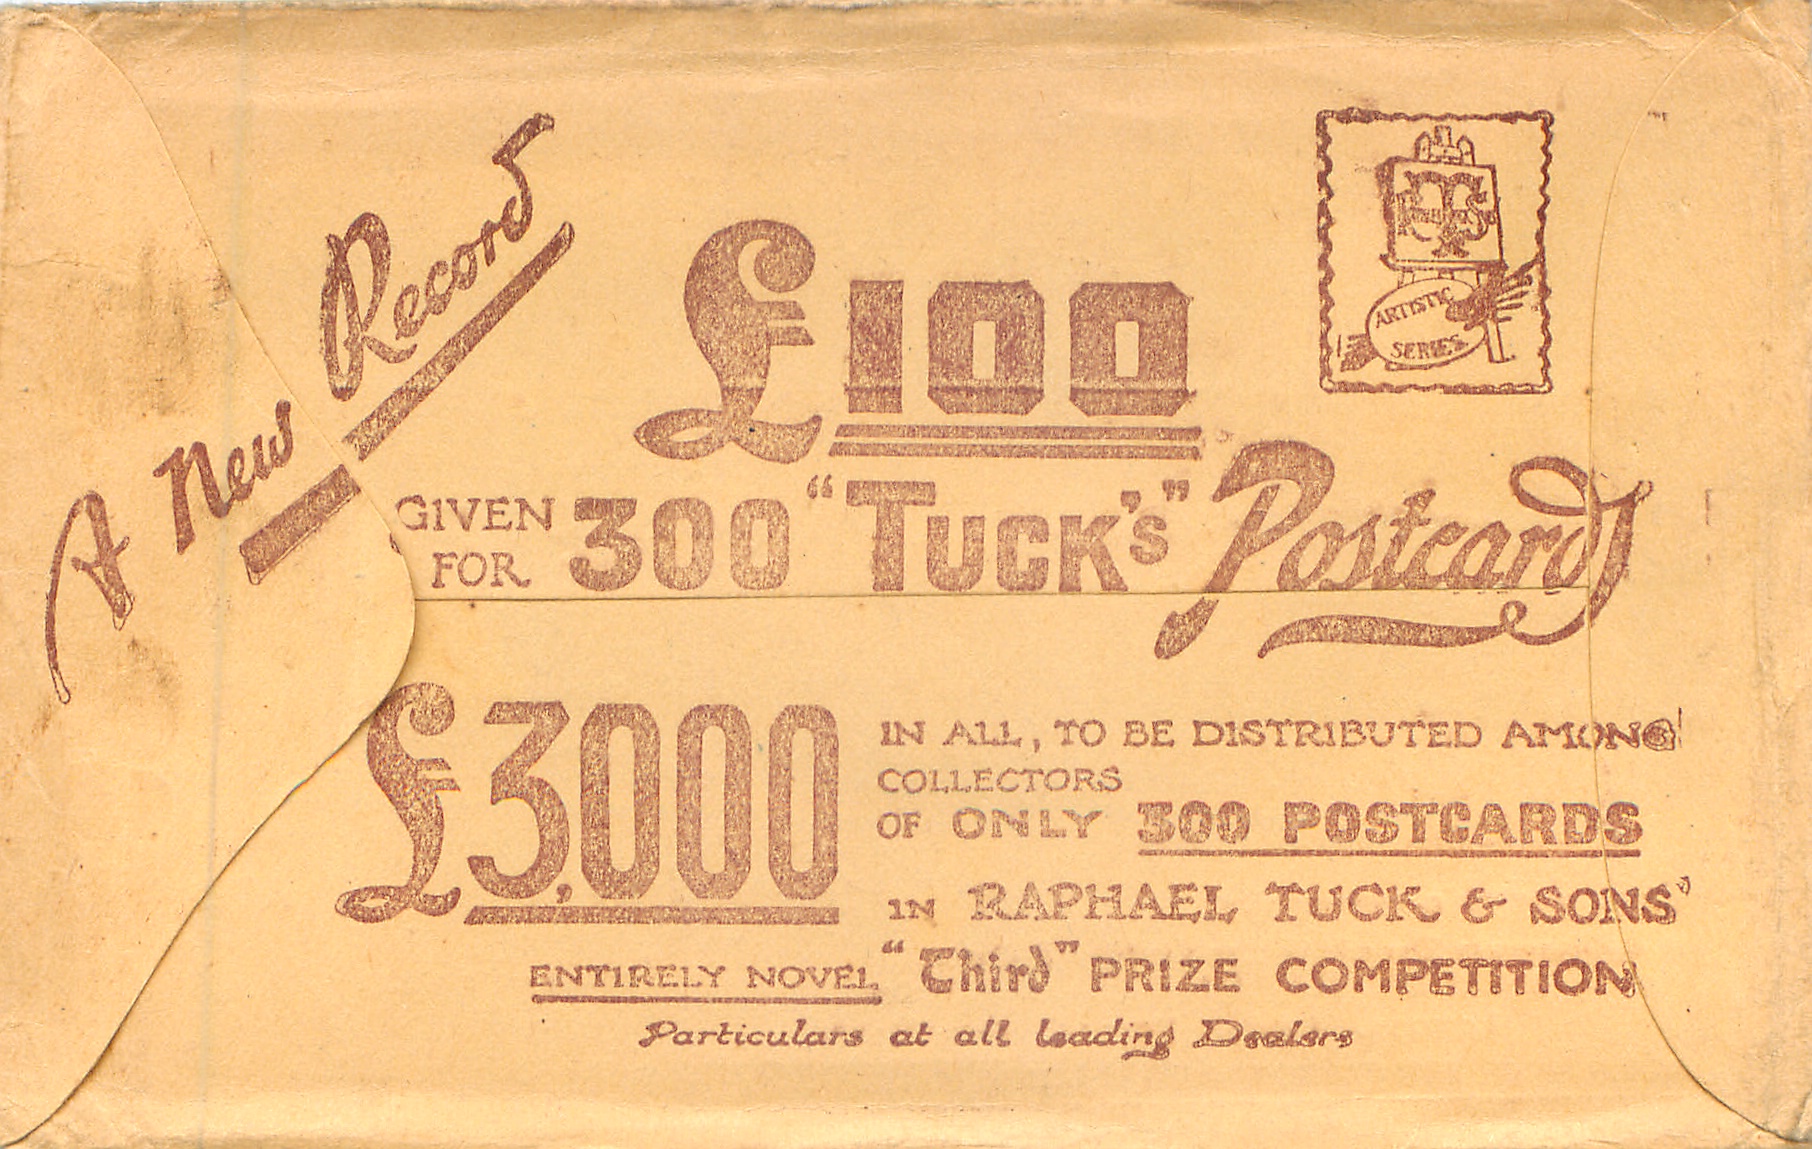 A New Record
£100
GIVEN
FOR 300 "TUCK'S" Postcards
£3,000 IN ALL, TO BE DISTRIBUTED AMONG
COLLECTORS
OF ONLY 300 POSTCARDS
IN RAPHAEL TUCK & SONS'
ENTIRELY NOVEL "Third" PRIZE COMPETITION
Particulars at all leading Dealers
RTS
ARTISTIC
SERIES